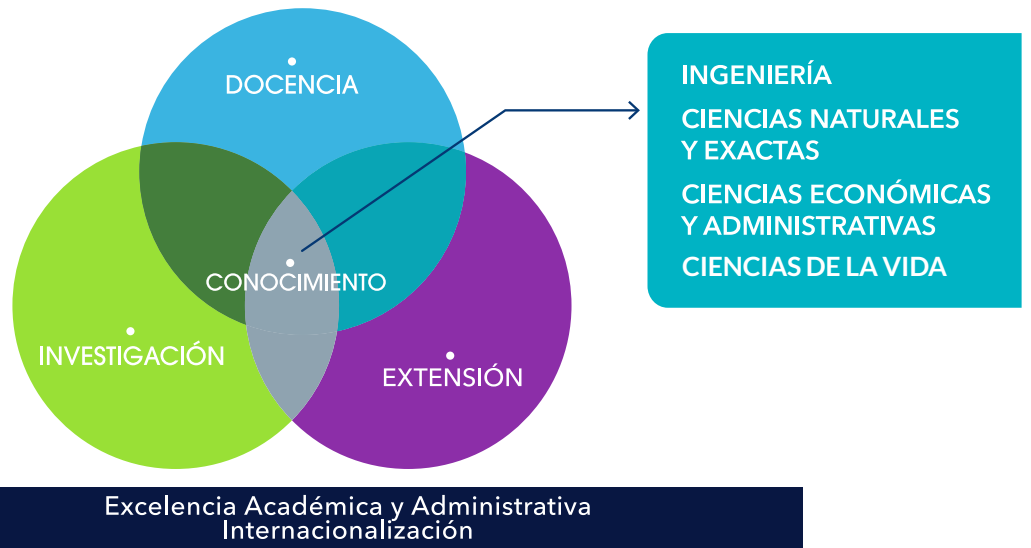 DOCENCIA
CONOCIMIENTO
INVESTIGACIÓN
EXTENSIÓN
INGENIERÍA
CIENCIAS NATURALES
Y EXACTAS
CIENCIAS ECONÓMICAS
Y ADMINISTRATIVAS
CIENCIAS DE LA VIDA
Excelencia Académica y Administrativa
Internacionalización